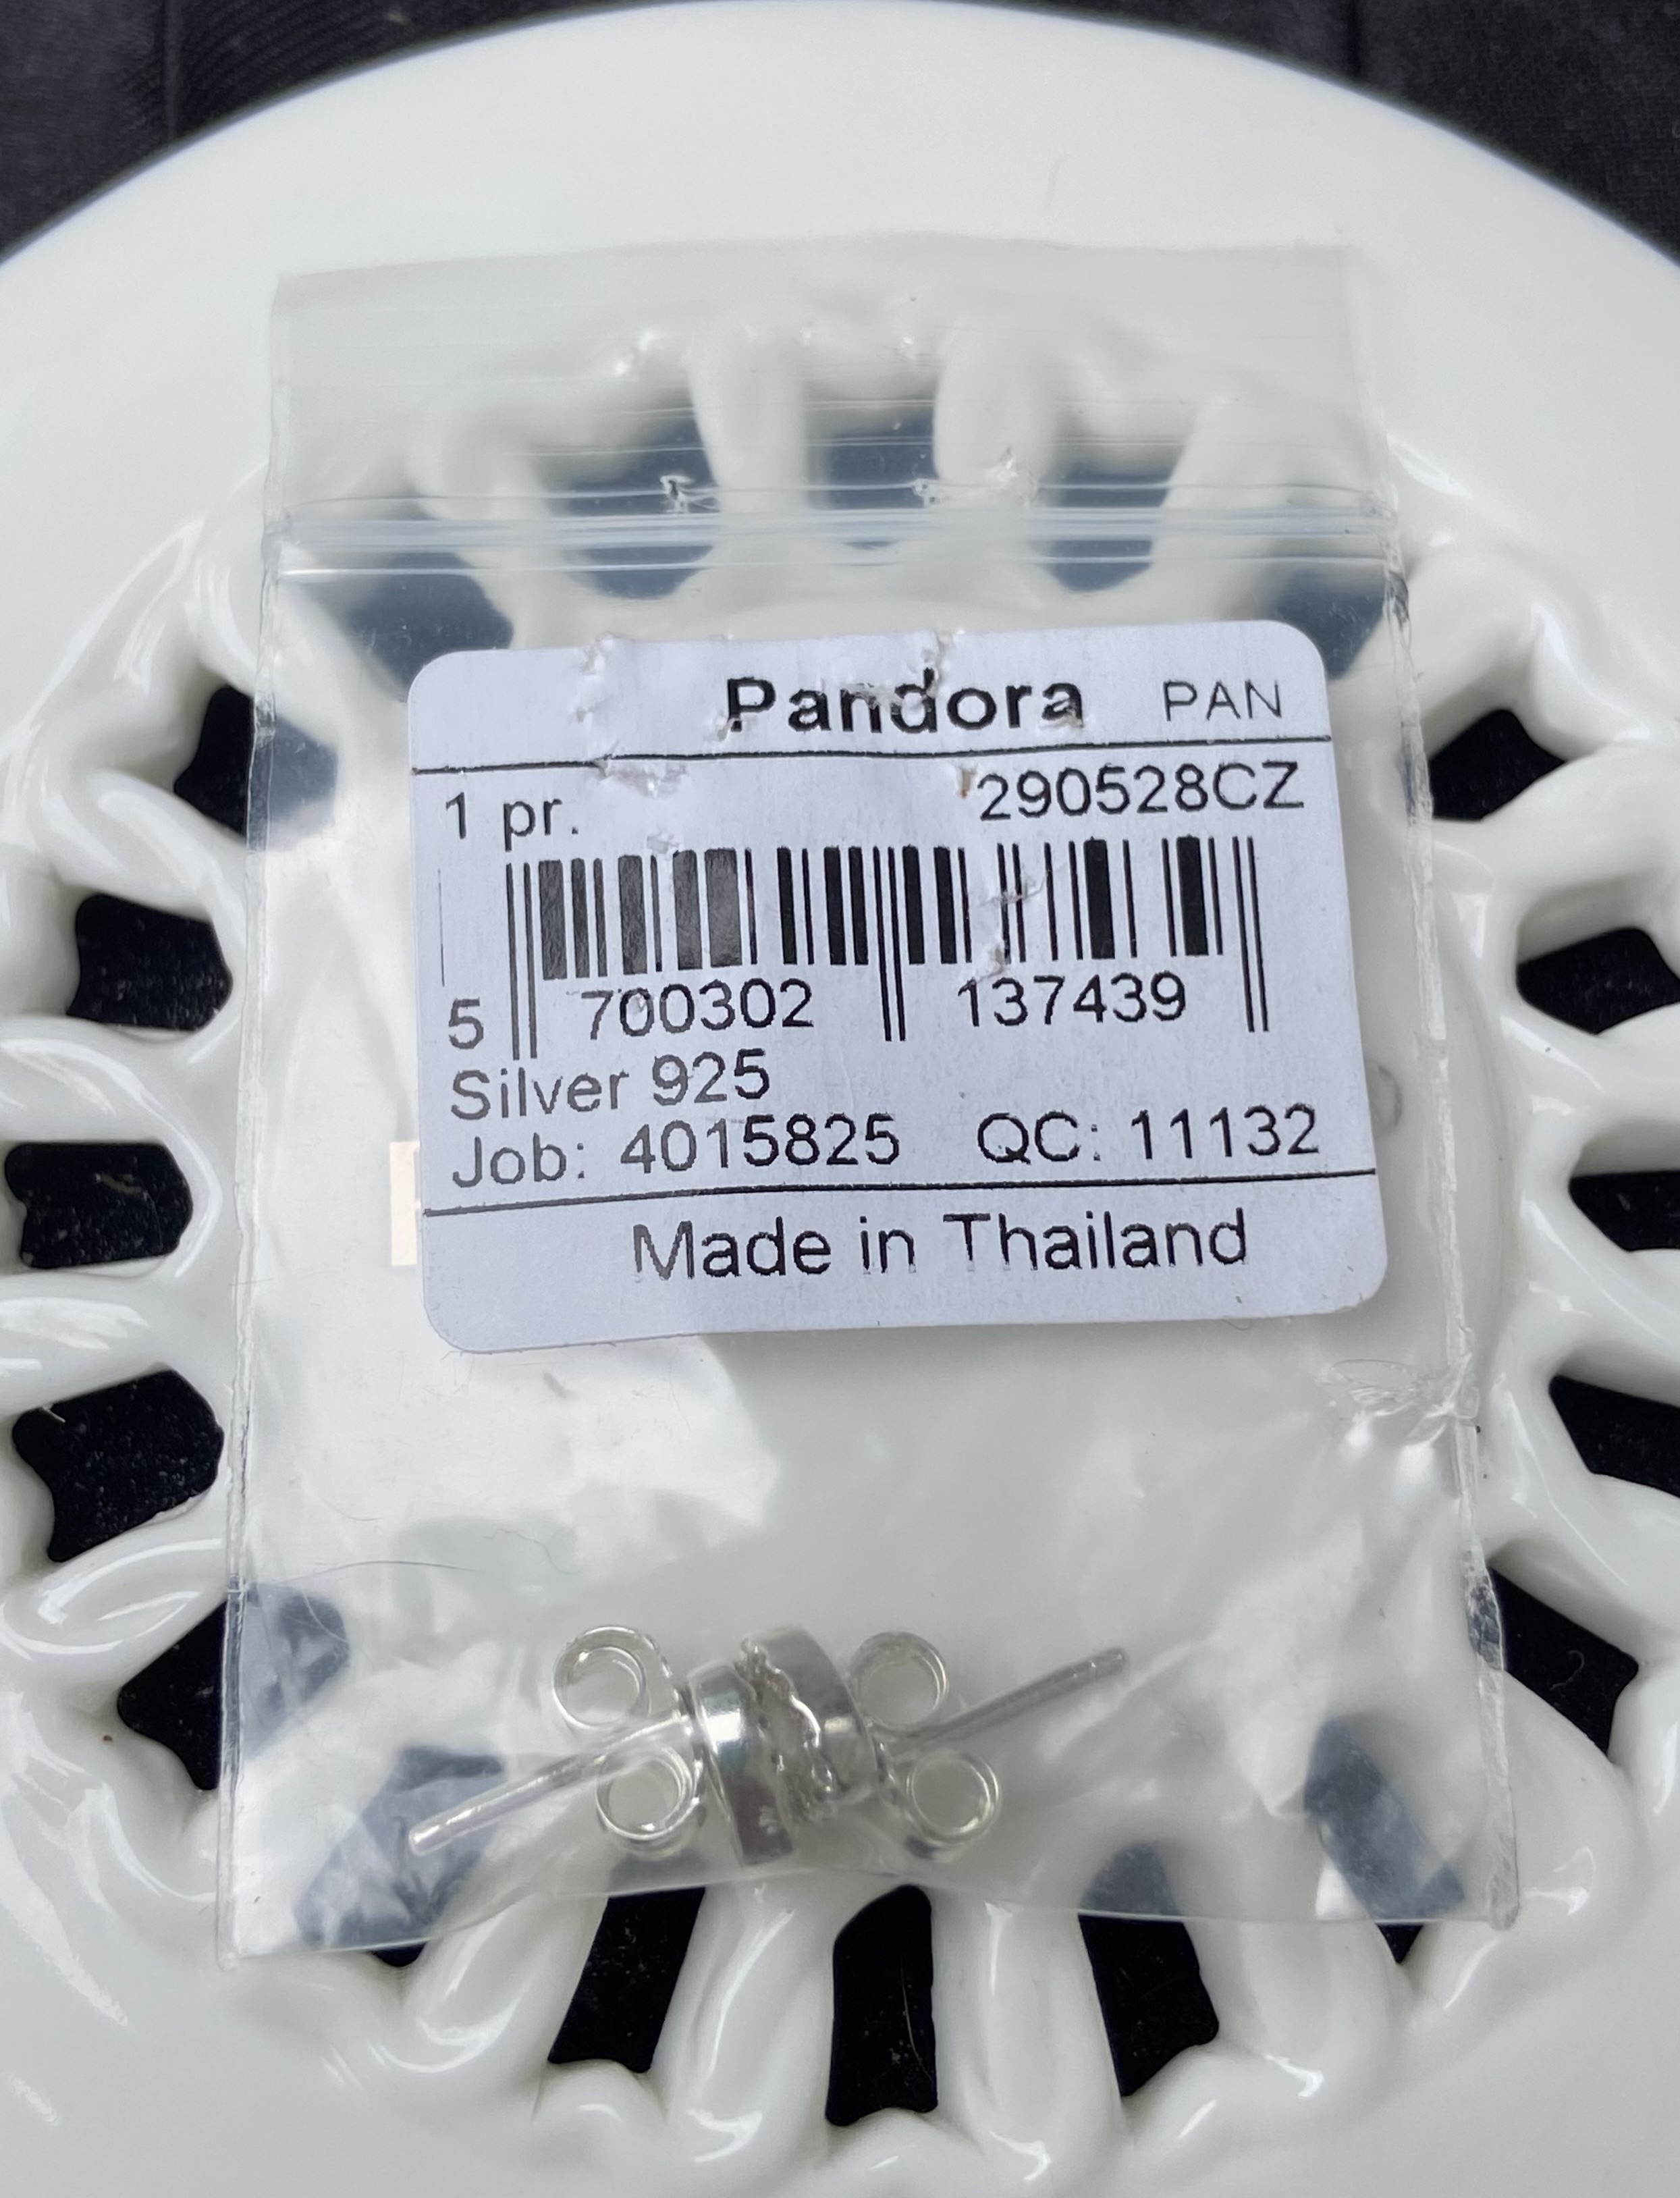 Pandora PAN
1 pr. 290528CZ
5 700302 137439
Silver 925
Job: 4015825 QC: 11132
Made in Thailand